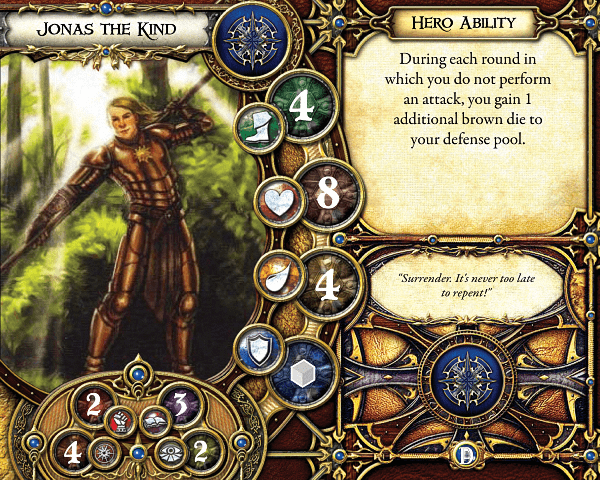 Jonas the Kind
4
8
4
2
3
4
2
Hero Ability
During each round in
which you do not perform
an attack, you gain 1
additional brown die to
your defense pool.
"Surrender. It's never too late
to repent!"
D